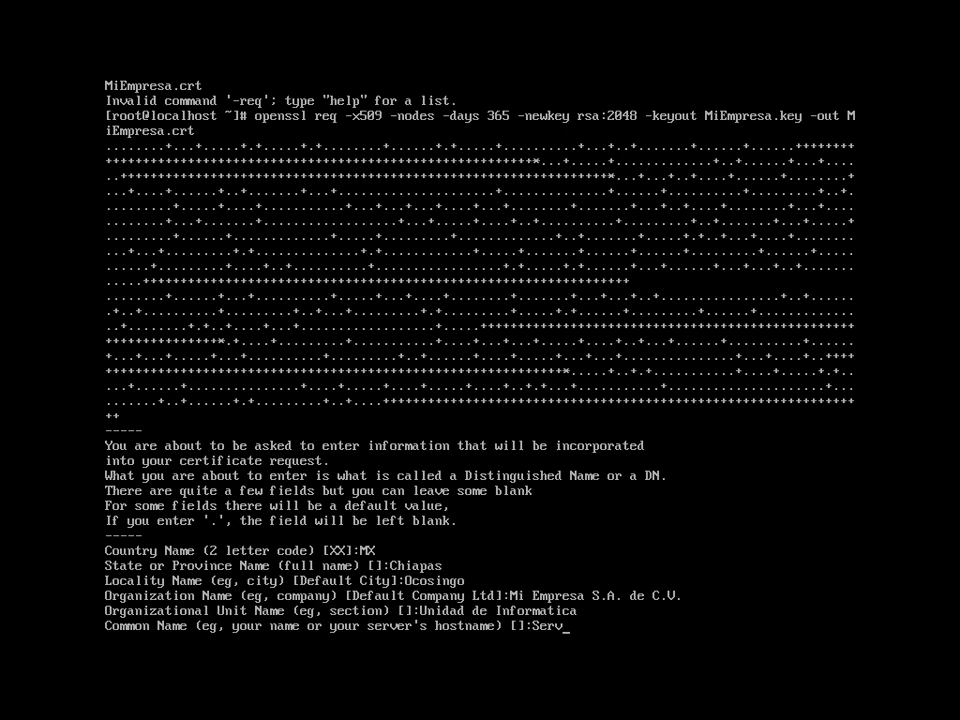 MiEmpresa.crt
Invalid command '-req'; type "help" for a list.
[root@localhost ~]# openssl req -x509 -nodes -days 365 -newkey rsa:2048 -keyout MiEmpresa.key -out M
iEmpresa.crt
-----
You are about to be asked to enter information that will be incorporated
into your certificate request.
What you are about to enter is what is called a Distinguished Name or a DN.
There are quite a few fields but you can leave some blank
For some fields there will be a default value,
If you enter '.', the field will be left blank.
-----
Country Name (2 letter code) [XX]:MX
State or Province Name (full name) []:Chiapas
Locality Name (eg, city) [Default City]:Ocosingo
Organization Name (eg, company) [Default Company Ltd]:Mi Empresa S.A. de C.V.
Organizational Unit Name (eg, section) []:Unidad de Informatica
Common Name (eg, your name or your server's hostname) []:Serv_